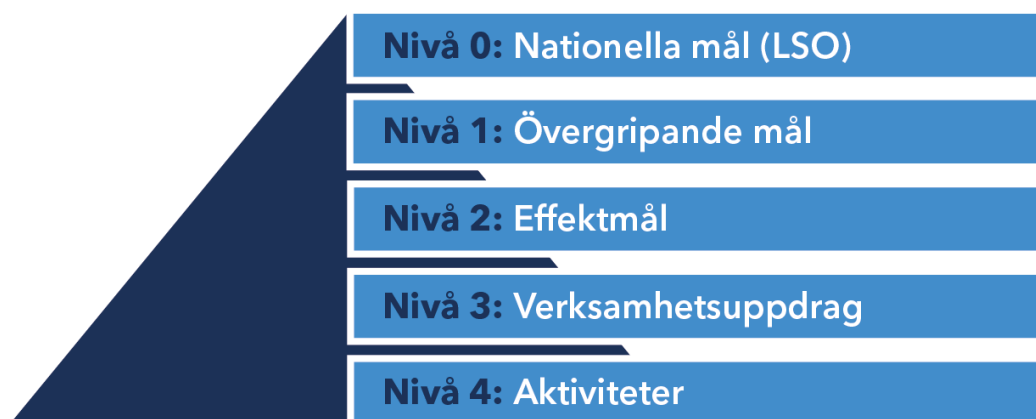 Nivå 0: Nationella mål (LSO)
Nivå 1: Övergripande mål
Nivå 2: Effektmål
Nivå 3: Verksamhetsuppdrag
Nivå 4: Aktiviteter